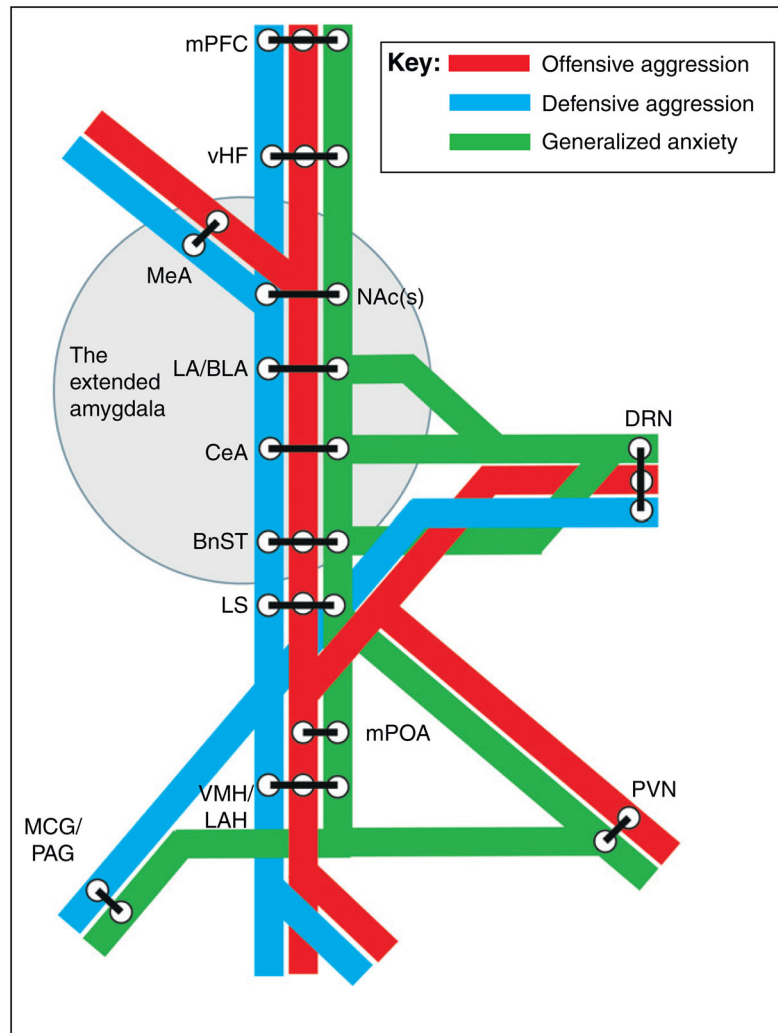 mPFC
Key:
Offensive aggression
Defensive aggression
Generalized anxiety
vHF
MeA
NAc(s)
The
extended
amygdala
LA/BLA
CeA
DRN
BnST
LS
mPOA
VMH/
LAH
PVN
MCG/
PAG